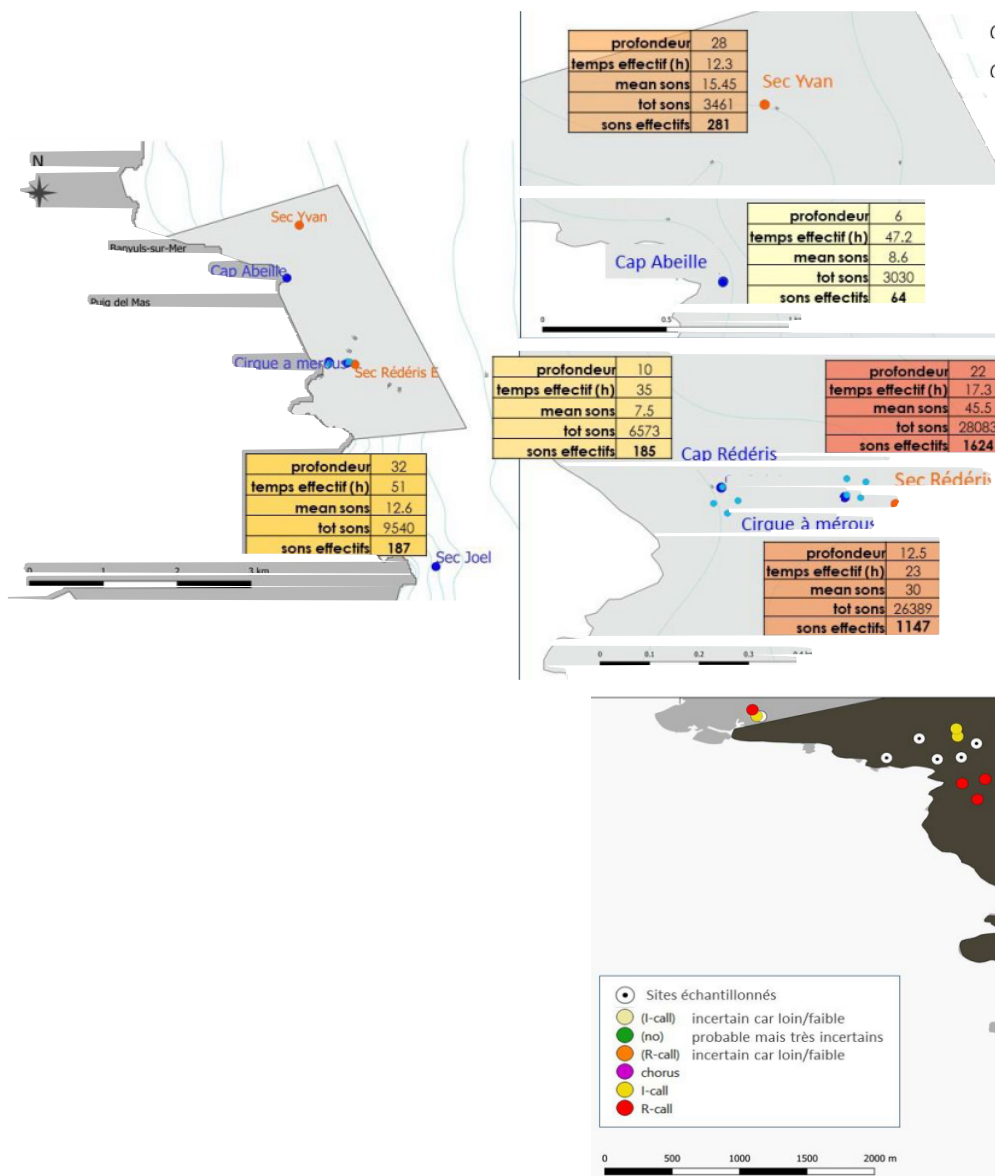 profondeur 28
temps effectif (h) 12.3
mean sons 15.45
tot sons 3461
sons effectifs 281
Sec Yvan
N
Sec Yvan
Banyuls-sur-Mer
Cap Abeille
Puig del Mas
Cirque a merous
Sec Rédéris E
profondeur 6
temps effectif (h) 47.2
mean sons 8.6
tot sons 3030
sons effectifs 64
Cap Abeille
0 0.5
profondeur 10
temps effectif (h) 35
mean sons 7.5
tot sons 6573
sons effectifs 185
profondeur 22
temps effectif (h) 17.3
mean sons 45.5
tot sons 28083
sons effectifs 1624
Cap Rédéris
Sec Rédéris
Cirque à mérous
profondeur 32
temps effectif (h) 51
mean sons 12.6
tot sons 9540
sons effectifs 187
Sec Joel
0 1 2 3 km
profondeur 12.5
temps effectif (h) 23
mean sons 30
tot sons 26389
sons effectifs 1147
0 0.1 0.2 0.3
Sites échantillonnés
(I-call) incertain car loin/faible
(no) probable mais très incertains
(R-call) incertain car loin/faible
chorus
I-call
R-call
0 500 1000 1500 2000 m